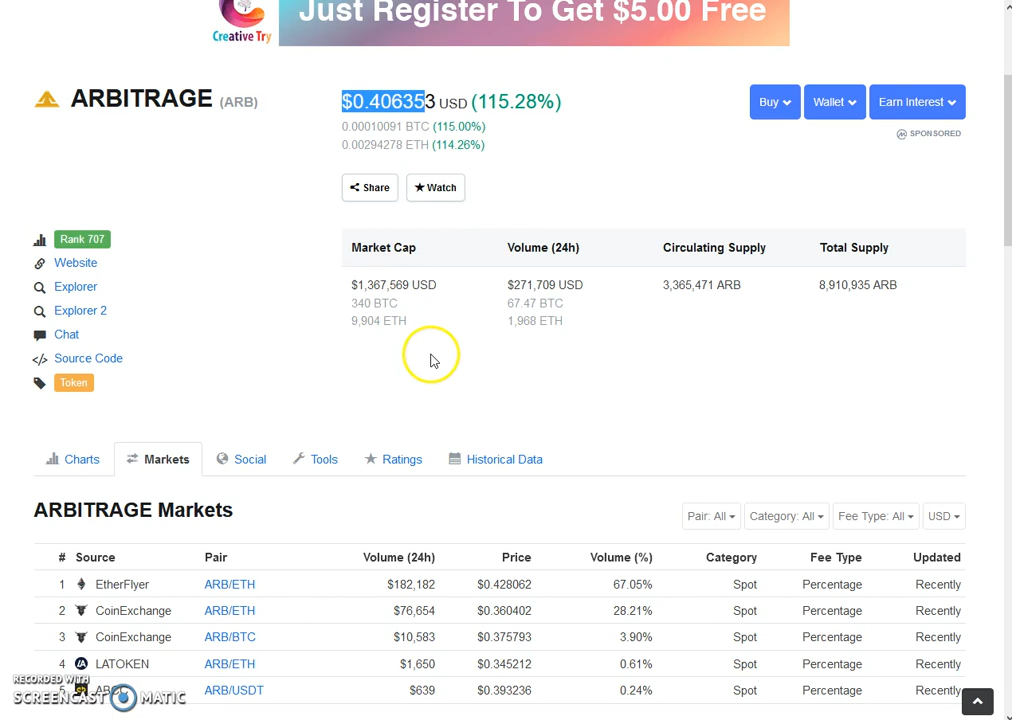 Just Register To Get $5.00 Free
Creative Try
ARBITRAGE (ARB)
$0.406353 USD (115.28%)
0.00010091 BTC (115.00%)
0.00294278 ETH (114.26%)
Buy
Wallet
Earn Interest
SPONSORED
Share
Watch
Rank 707
Website
Explorer
Explorer 2
Chat
Source Code
Token
Market Cap Volume (24h) Circulating Supply Total Supply
$1,367,569 USD $271,709 USD 3,365,471 ARB 8,910,935 ARB
340 BTC 67.47 BTC
9,904 ETH 1,968 ETH
Charts Markets Social Tools Ratings Historical Data
ARBITRAGE Markets
Pair: All Category: All Fee Type: All USD
# Source Pair Volume (24h) Price Volume (%) Category Fee Type Updated
1 EtherFlyer ARB/ETH $182,182 $0.428062 67.05% Spot Percentage Recently
2 CoinExchange ARB/ETH $76,654 $0.360402 28.21% Spot Percentage Recently
3 CoinExchange ARB/BTC $10,583 $0.375793 3.90% Spot Percentage Recently
4 LATOKEN ARB/ETH $1,650 $0.345212 0.61% Spot Percentage Recently
5 ABCC ARB/USDT $639 $0.393236 0.24% Spot Percentage Recently
RECORDED WITH
SCREENCAST MATIC